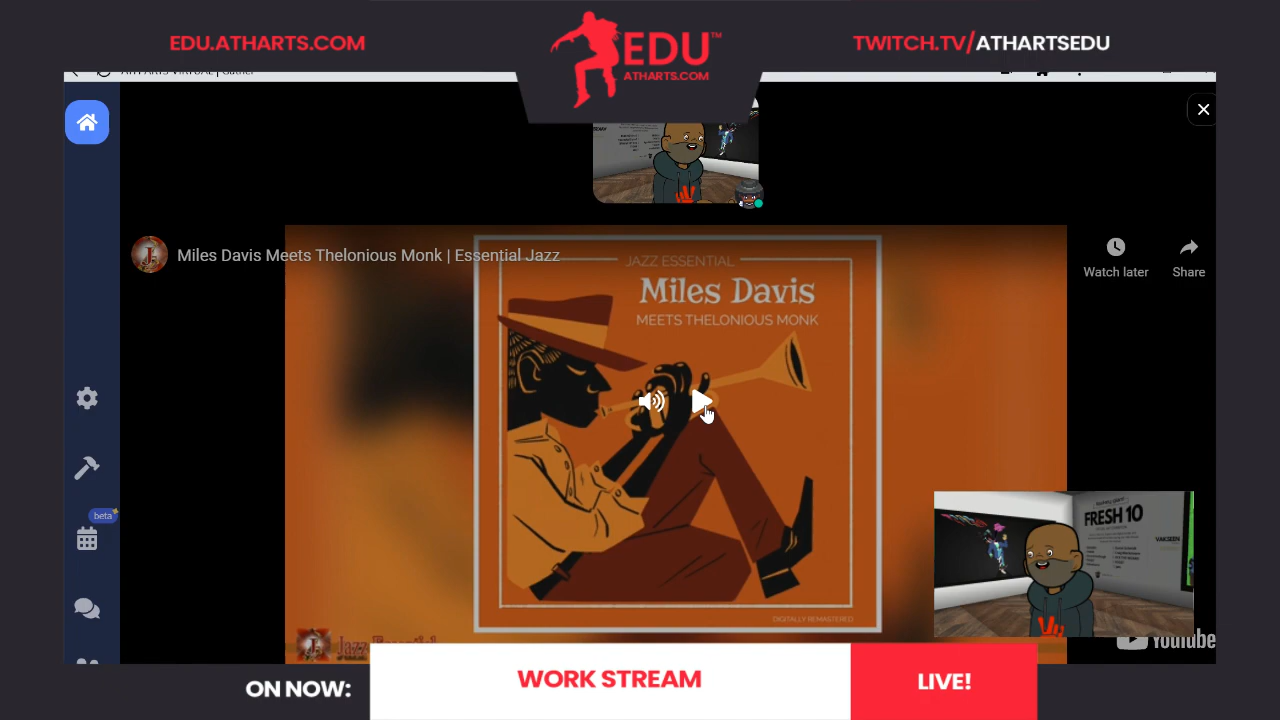 EDU.ATHARTS.COM
EDU™
ATHARTS.COM
TWITCH.TV/ATHARTSEDU
Miles Davis Meets Thelonious Monk | Essential Jazz
Watch later
Share
JAZZ ESSENTIAL
Miles Davis
MEETS THELONIOUS MONK
DIGITALLY REMASTERED
beta
FRESH 10
YouTube
ON NOW:
WORK STREAM
LIVE!